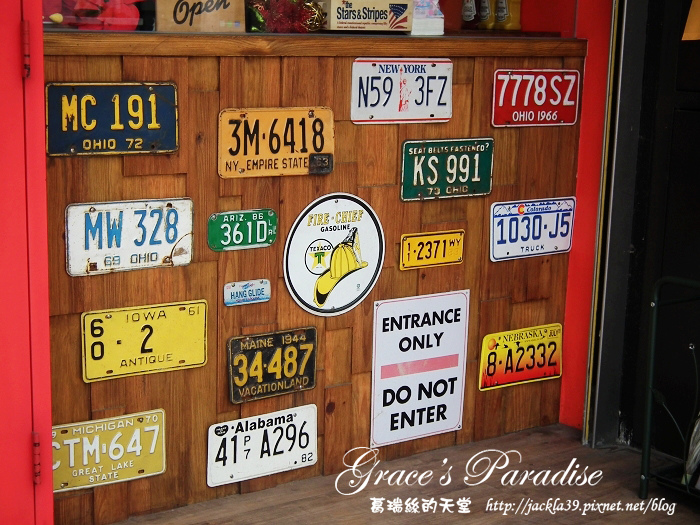 Open
the
Stars & Stripes
MC 191
OHIO 72
3M·6418
NY. EMPIRE STATE 63
NEW YORK
N59 3FZ
7778SZ
OHIO 1966
SEAT BELTS FASTENED?
KS 991
73 OHIO
MW 328
69 OHIO
ARIZ. 86
361D
FIRE-CHIEF
GASOLINE
TEXACO
T
1-2371 WY
Colorado
1030-J5
TRUCK
HANG GLIDE
IOWA 61
60 · 2
ANTIQUE
MAINE 1944
34·487
VACATIONLAND
ENTRANCE
ONLY
DO NOT
ENTER
NEBRASKA
8·A2332
MICHIGAN 70
CTM·647
GREAT LAKE
STATE
Alabama
41 P7 A296
82
Grace's Paradise
葛瑞絲的天堂 http://jackla39.pixnet.net/blog